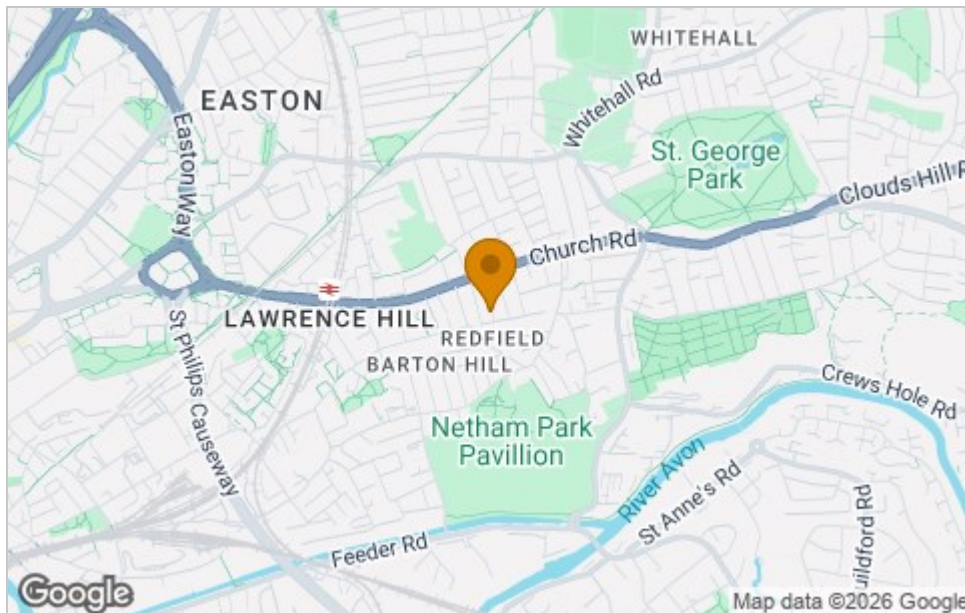 WHITEHALL
EASTON
Whitehall Rd
Easton Way
St. George
Park
Clouds Hill R
Church Rd
LAWRENCE HILL
REDFIELD
BARTON HILL
St Philips Causeway
Crews Hole Rd
Netham Park
Pavillion
River Avon
St Anne's Rd
uildford Rd
Feeder Rd
Google
Map data ©2026 Google